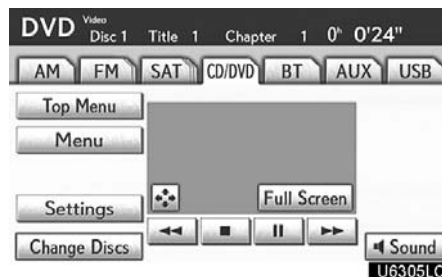 DVD Video Disc 1 Title 1 Chapter 1 0h 0'24"
AM FM SAT CD/DVD BT AUX USB
Top Menu
Menu
Full Screen
Settings
Change Discs
Sound
U6305LC